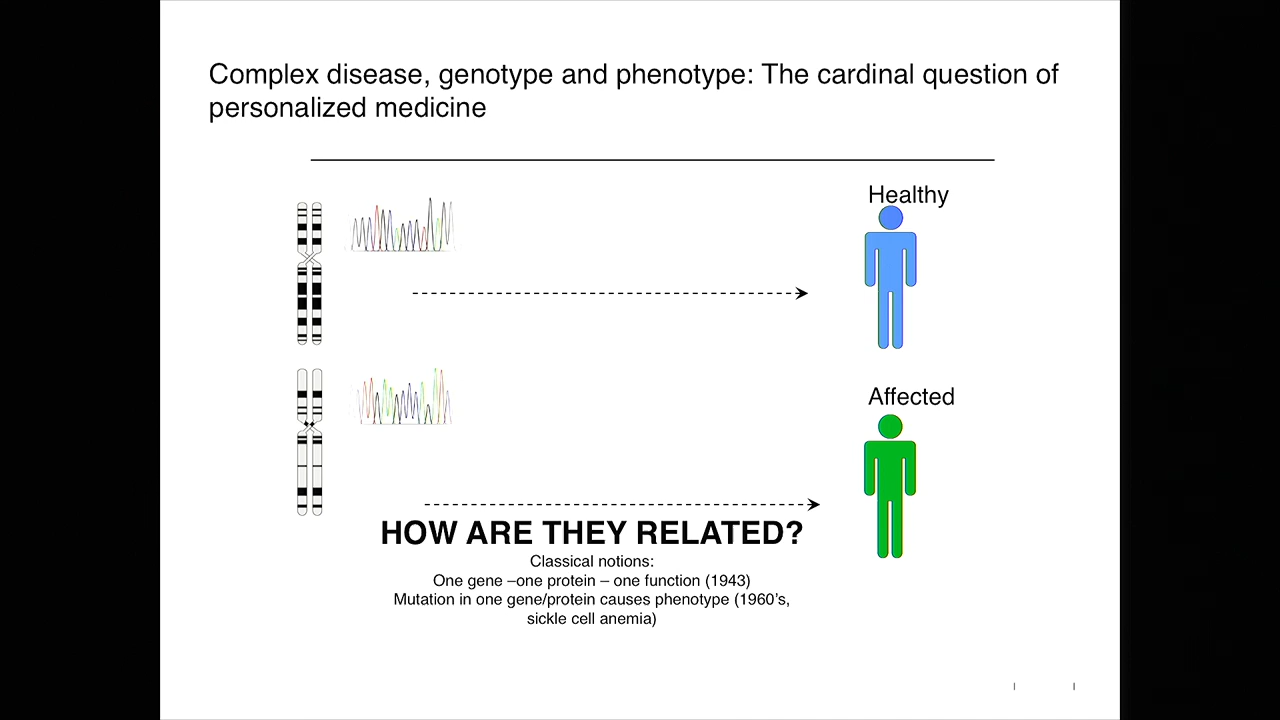 Complex disease, genotype and phenotype: The cardinal question of
personalized medicine
Healthy
Affected
HOW ARE THEY RELATED?
Classical notions:
One gene –one protein – one function (1943)
Mutation in one gene/protein causes phenotype (1960's,
sickle cell anemia)